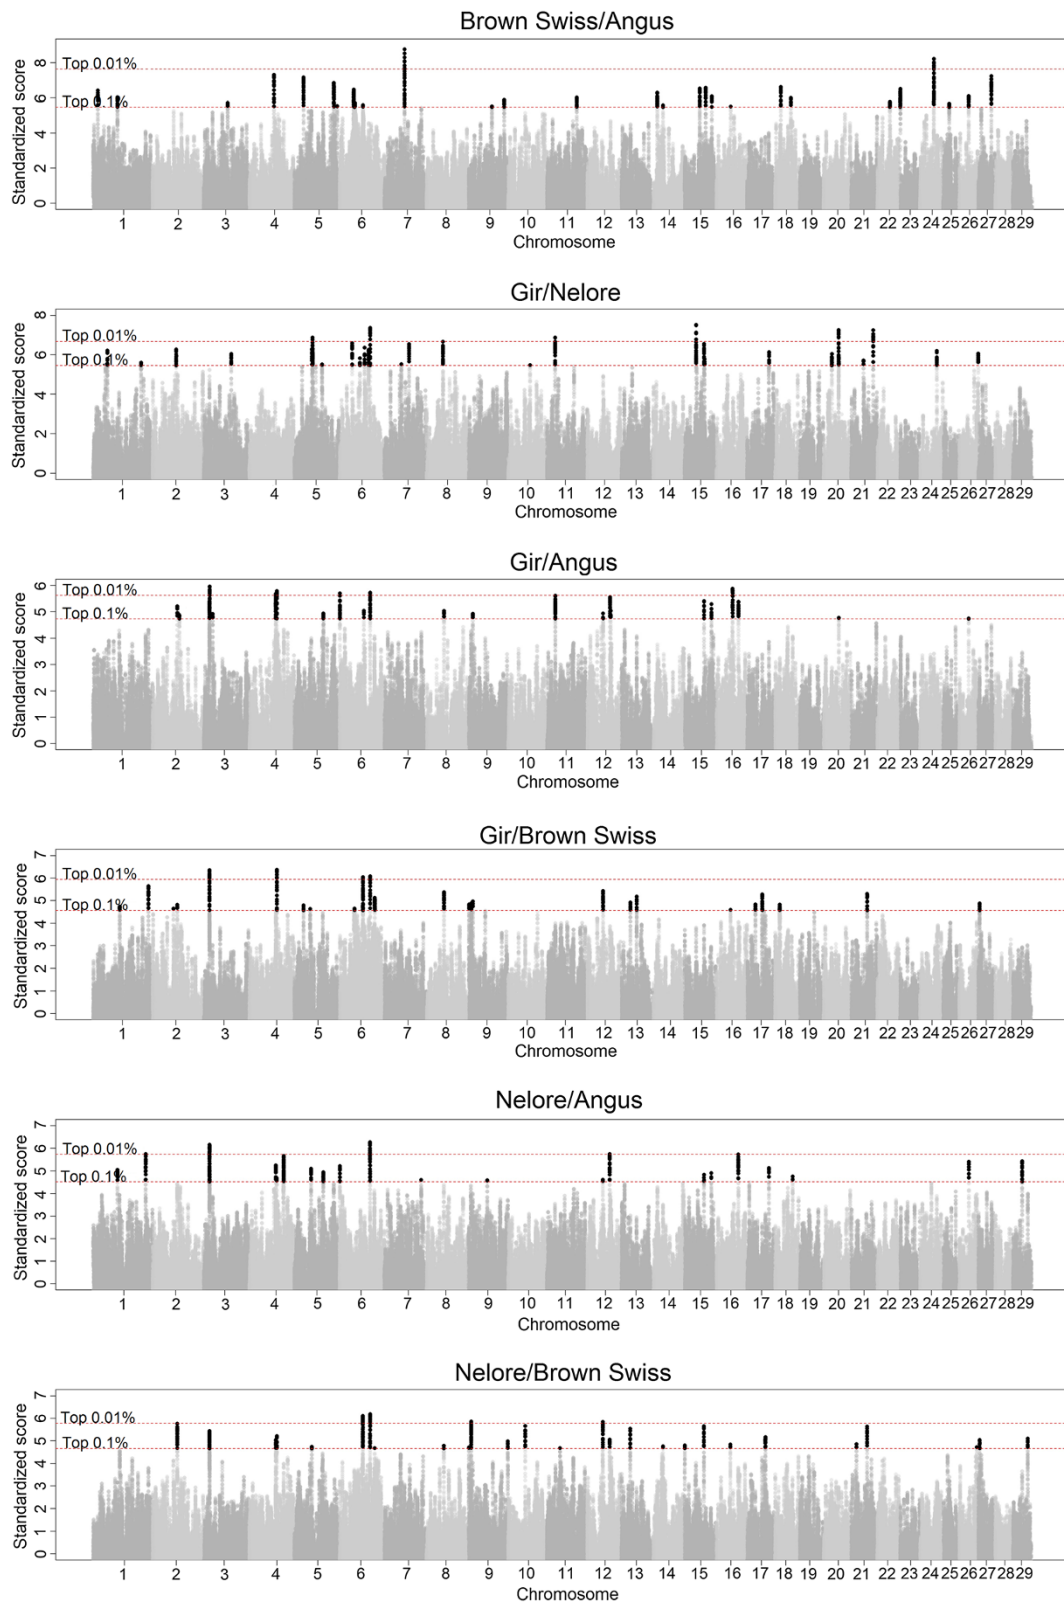 Brown Swiss/Angus
Standardized score
8
6
4
2
0
Top 0.01%
Top 0.1%
1 2 3 4 5 6 7 8 9 10 11 12 13 14 15 16 17 18 19 20 21 22 23 24 25 26 27 28 29
Chromosome
Gir/Nelore
Standardized score
8
6
4
2
0
Top 0.01%
Top 0.1%
1 2 3 4 5 6 7 8 9 10 11 12 13 14 15 16 17 18 19 20 21 22 23 24 25 26 27 28 29
Chromosome
Gir/Angus
Standardized score
6
5
4
3
2
1
0
Top 0.01%
Top 0.1%
1 2 3 4 5 6 7 8 9 10 11 12 13 14 15 16 17 18 19 20 21 22 23 24 25 26 27 28 29
Chromosome
Gir/Brown Swiss
Standardized score
7
6
5
4
3
2
1
0
Top 0.01%
Top 0.1%
1 2 3 4 5 6 7 8 9 10 11 12 13 14 15 16 17 18 19 20 21 22 23 24 25 26 27 28 29
Chromosome
Nelore/Angus
Standardized score
7
6
5
4
3
2
1
0
Top 0.01%
Top 0.1%
1 2 3 4 5 6 7 8 9 10 11 12 13 14 15 16 17 18 19 20 21 22 23 24 25 26 27 28 29
Chromosome
Nelore/Brown Swiss
Standardized score
7
6
5
4
3
2
1
0
Top 0.01%
Top 0.1%
1 2 3 4 5 6 7 8 9 10 11 12 13 14 15 16 17 18 19 20 21 22 23 24 25 26 27 28 29
Chromosome